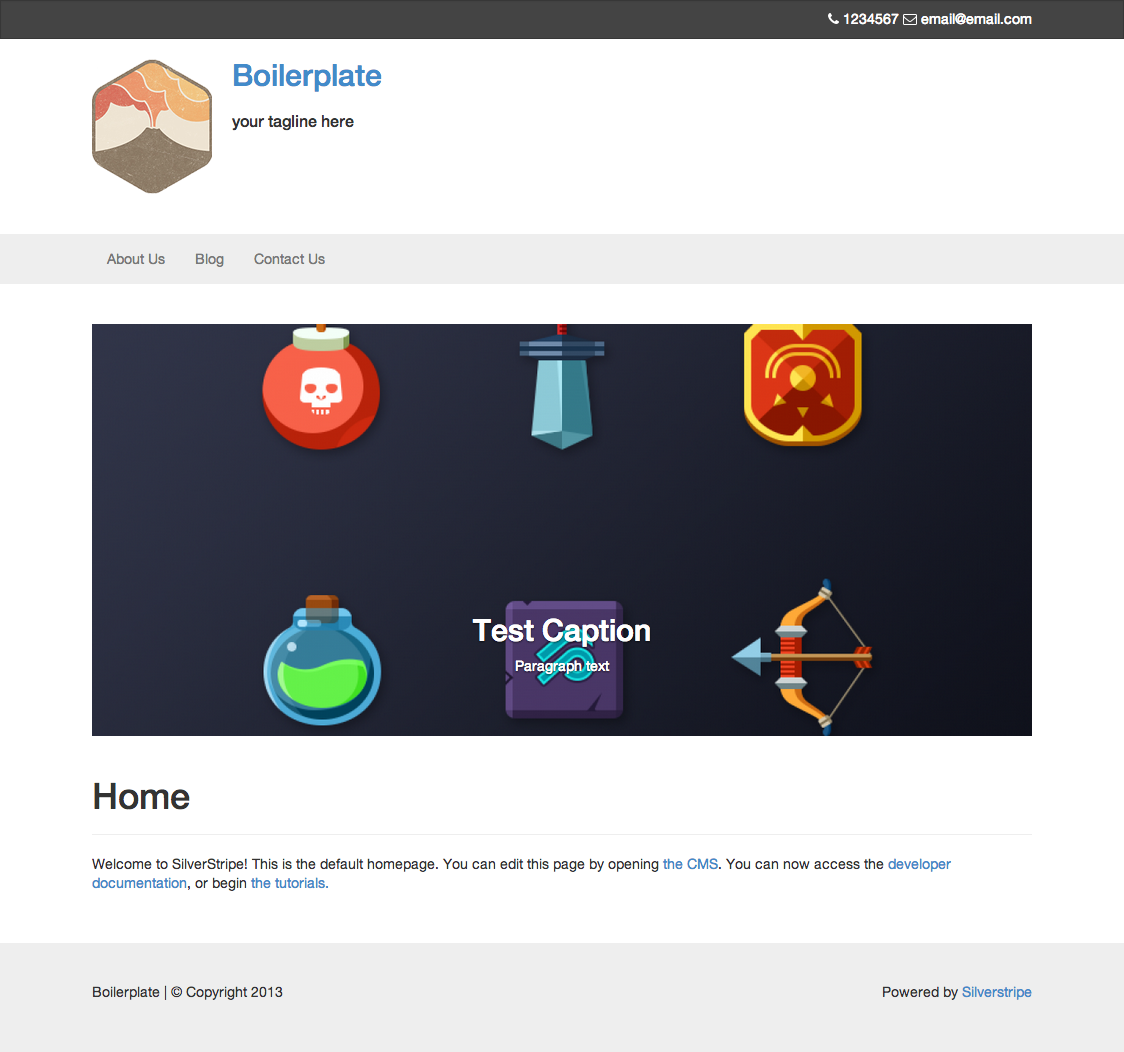 1234567 email@email.com
Boilerplate
your tagline here
About Us Blog Contact Us
Test Caption
Paragraph text
Home
Welcome to SilverStripe! This is the default homepage. You can edit this page by opening the CMS. You can now access the developer
documentation, or begin the tutorials.
Boilerplate | © Copyright 2013 Powered by Silverstripe